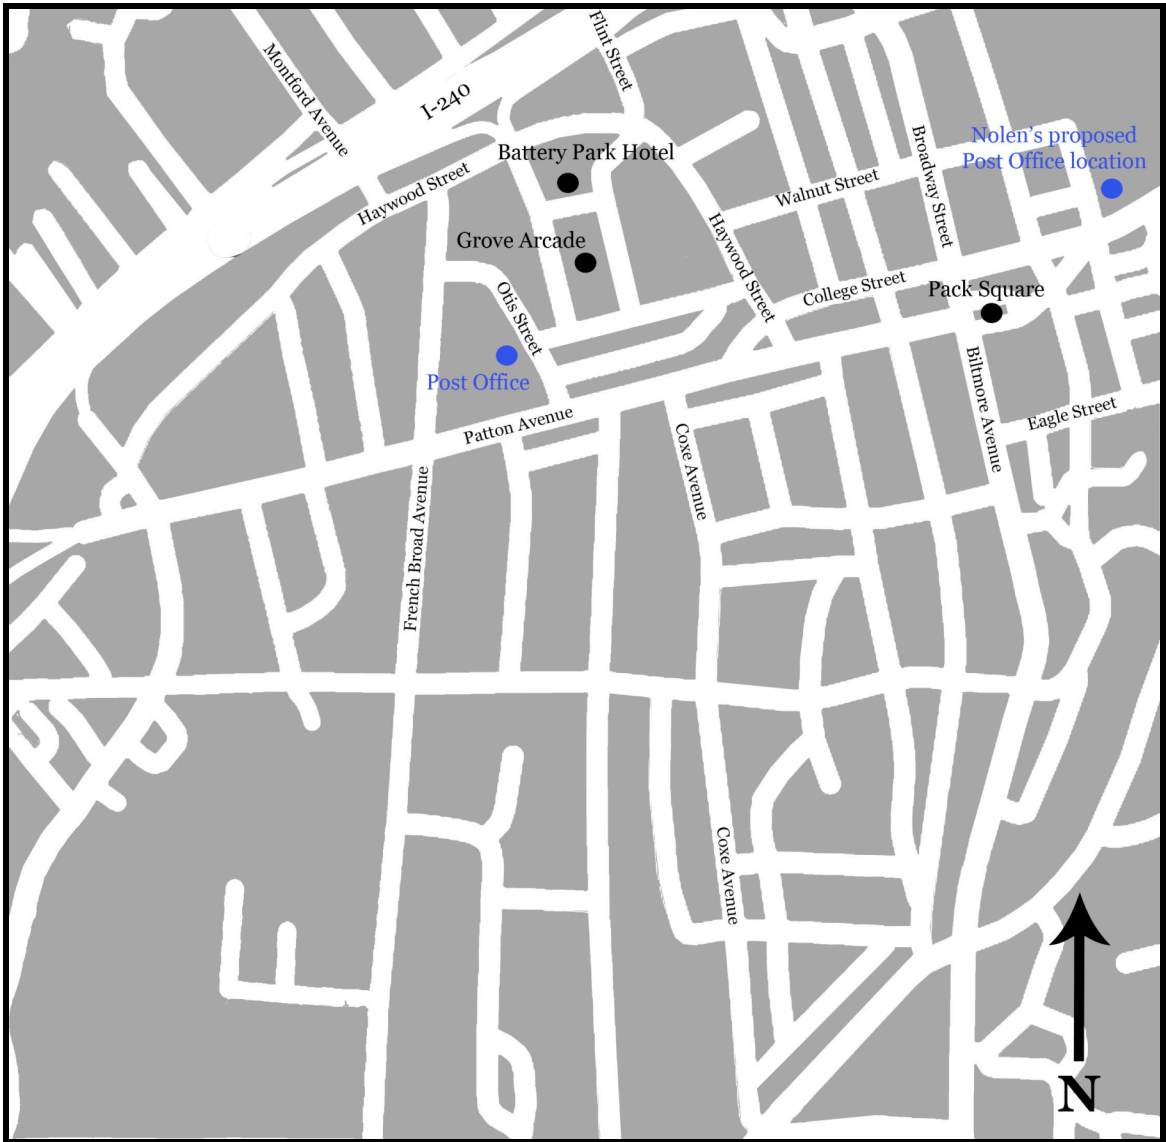 Flint Street
Montford Avenue
I-240
Nolen's proposed
Post Office location
Broadway Street
Battery Park Hotel
Walnut Street
Haywood Street
Haywood Street
Grove Arcade
College Street
Pack Square
Otis Street
Post Office
Biltmore Avenue
Eagle Street
Patton Avenue
Coxe Avenue
French Broad Avenue
Coxe Avenue
N